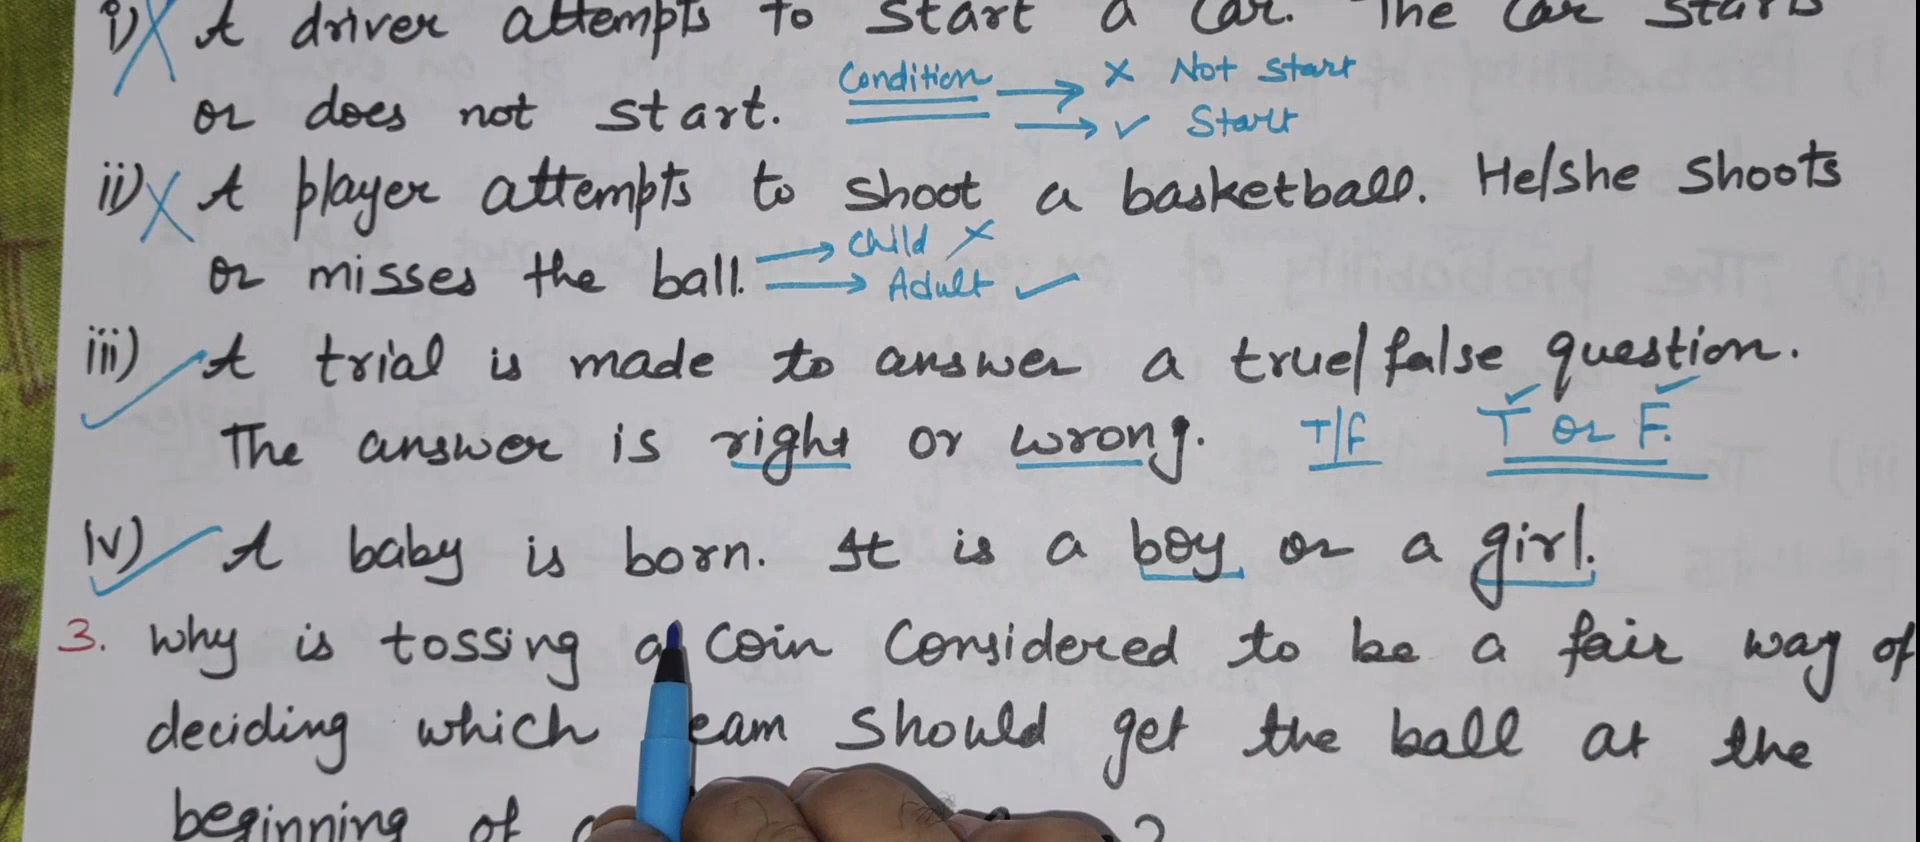 i) A driver attempts to start a car. The car starts
or does not start. Condition → × Not start
→ ✓ Start
ii) A player attempts to shoot a basketball. He/she shoots
or misses the ball. → child ×
→ Adult ✓
iii) A trial is made to answer a true/false question.
The answer is right or wrong. T/F T or F.
iv) A baby is born. It is a boy or a girl.
3. Why is tossing a coin considered to be a fair way of
deciding which eam should get the ball at the
beginning of ?